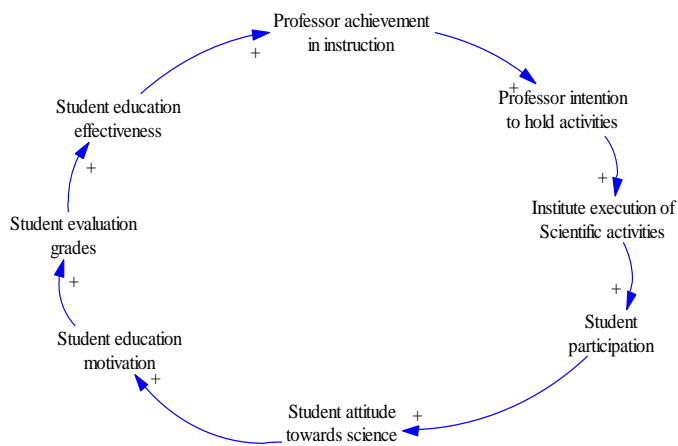 Professor achievement
in instruction
+
+
Professor intention
to hold activities
+
Institute execution of
Scientific activities
+
Student
participation
+
Student attitude
towards science
+
Student education
motivation
+
Student evaluation
grades
+
Student education
effectiveness